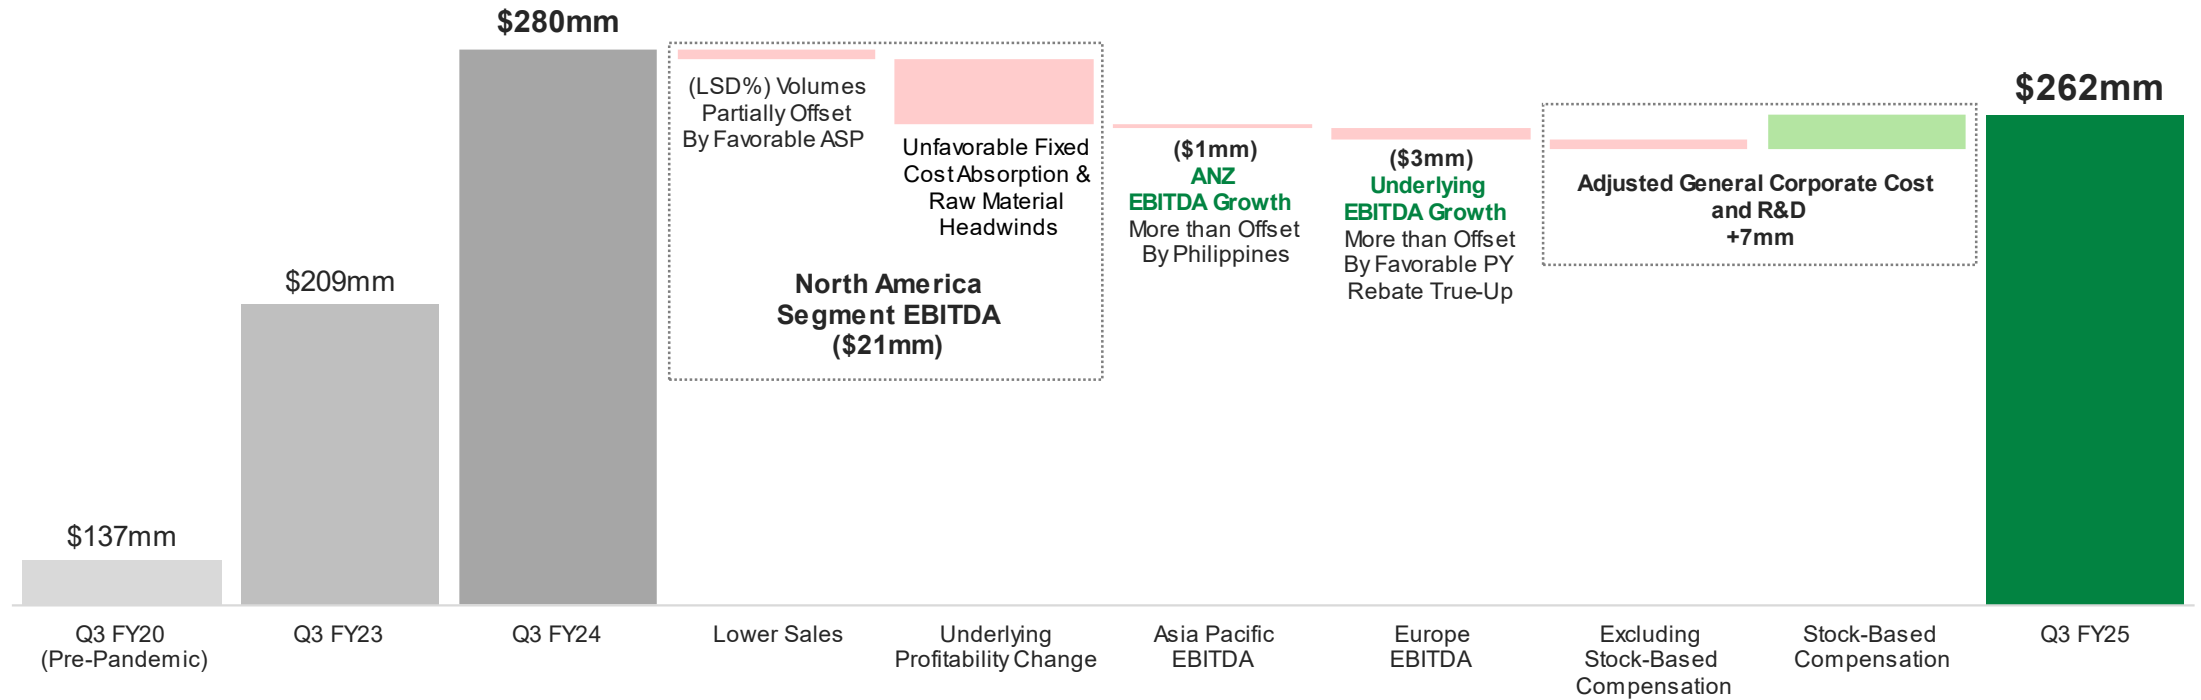 $280mm
$262mm
$209mm
$137mm
(LSD%) Volumes
Partially Offset
By Favorable ASP
Unfavorable Fixed
Cost Absorption &
Raw Material
Headwinds
North America
Segment EBITDA
($21mm)
($1mm)
ANZ
EBITDA Growth
More than Offset
By Philippines
($3mm)
Underlying
EBITDA Growth
More than Offset
By Favorable PY
Rebate True-Up
Adjusted General Corporate Cost
and R&D
+7mm
Q3 FY20
(Pre-Pandemic)
Q3 FY23
Q3 FY24
Lower Sales
Underlying
Profitability Change
Asia Pacific
EBITDA
Europe
EBITDA
Excluding
Stock-Based
Compensation
Stock-Based
Compensation
Q3 FY25